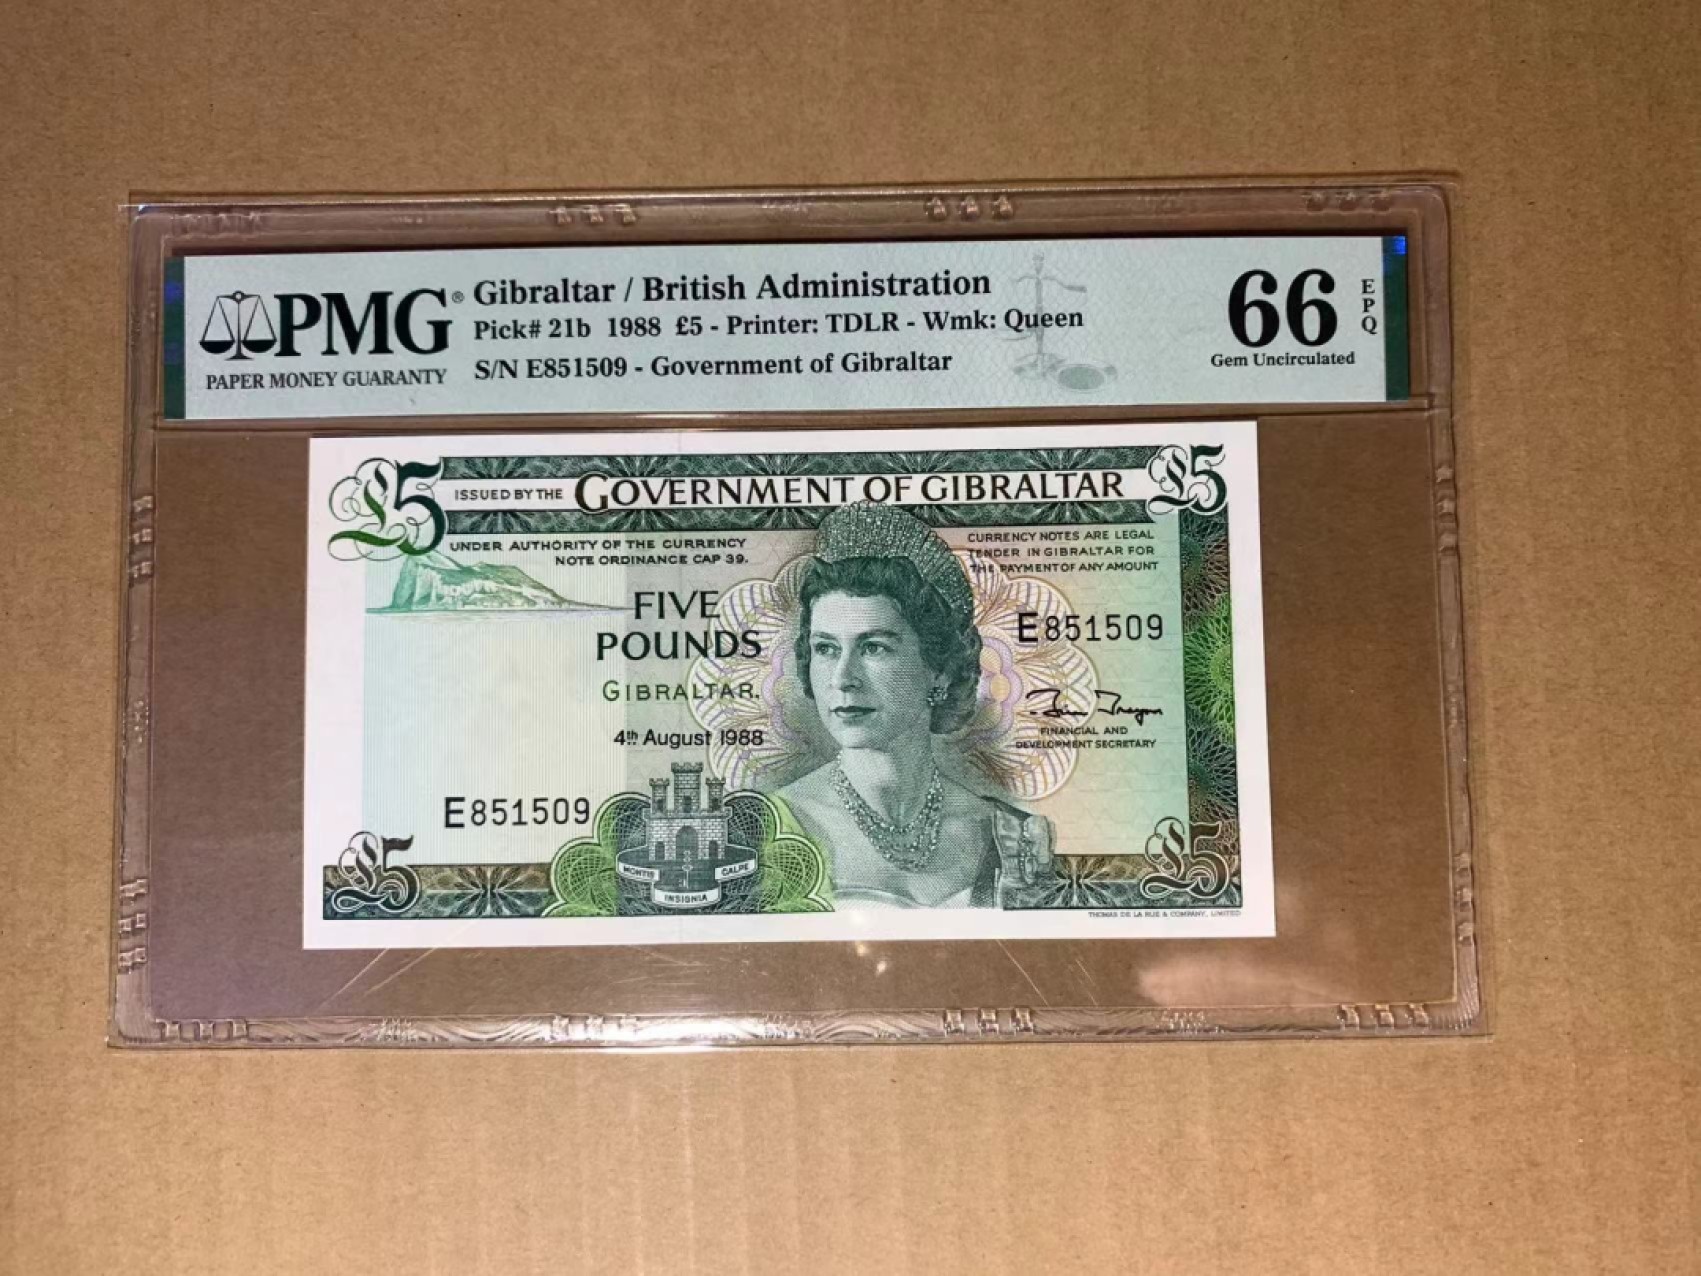 PMG®
PAPER MONEY GUARANTY
Gibraltar / British Administration
Pick# 21b 1988 £5 - Printer: TDLR - Wmk: Queen
S/N E851509 - Government of Gibraltar
66
EPQ
Gem Uncirculated
£5
ISSUED BY THE GOVERNMENT OF GIBRALTAR
£5
UNDER AUTHORITY OF THE CURRENCY
NOTE ORDINANCE CAP 39.
CURRENCY NOTES ARE LEGAL
TENDER IN GIBRALTAR FOR
THE PAYMENT OF ANY AMOUNT
FIVE
POUNDS
GIBRALTAR,
4th August 1988
E851509
FINANCIAL AND
DEVELOPMENT SECRETARY
E851509
£5
MONTIS
INSIGNIA
CALPE
£5
THOMAS DE LA RUE & COMPANY, LIMITED